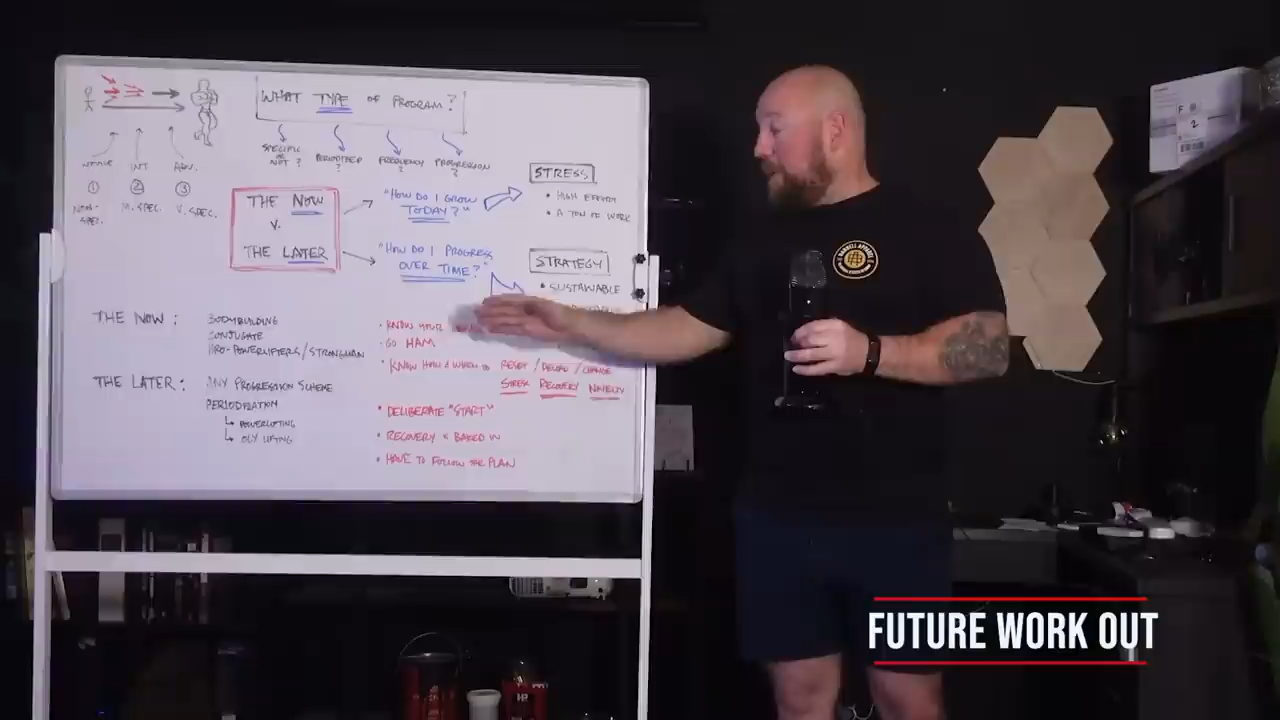 WHAT TYPE OF PROGRAM?
SPECIFIC OR NOT?
PERIODIZED?
FREQUENCY?
PROGRESSION?
NOVICE
INT
ADV.
① ② ③
NON-SPEC.
M. SPEC.
V. SPEC.
THE NOW
V.
THE LATER
"HOW DO I GROW
TODAY?"
STRESS
• HIGH EFFORT
• A TON OF WORK
"HOW DO I PROGRESS
OVER TIME?"
STRATEGY
• SUSTAINABLE
THE NOW:
BODYBUILDING
CONJUGATE
PRO-POWERLIFTERS/STRONGMAN
• KNOW YOUR
• GO HAM
• KNOW HOW & WHEN TO RESET / DELOAD / CHANGE
STRESS RECOVERY NOVELTY
THE LATER:
ANY PROGRESSION SCHEME
PERIODIZATION
↳ POWERLIFTING
↳ OLY LIFTING
• DELIBERATE "START"
• RECOVERY IS BAKED IN
• HAVE TO FOLLOW THE PLAN
FUTURE WORK OUT